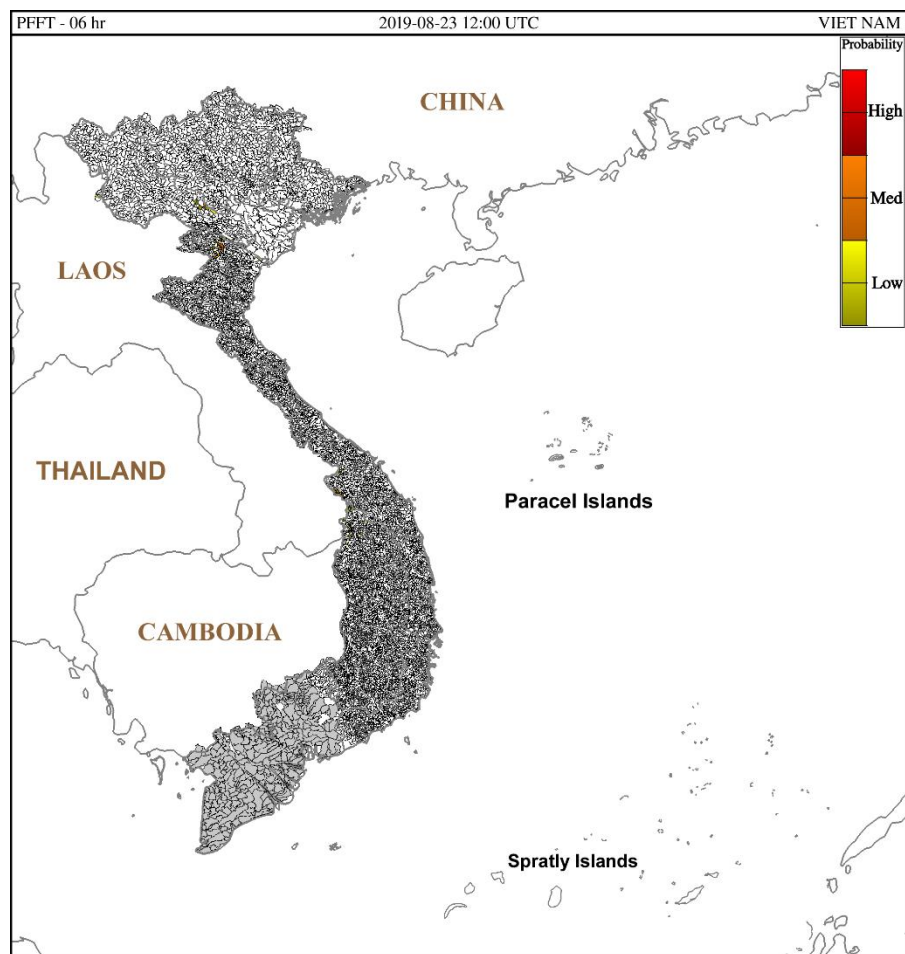 PFFT - 06 hr 2019-08-23 12:00 UTC VIET NAM
Probability
CHINA
High
Med
LAOS
Low
THAILAND
Paracel Islands
CAMBODIA
Spratly Islands